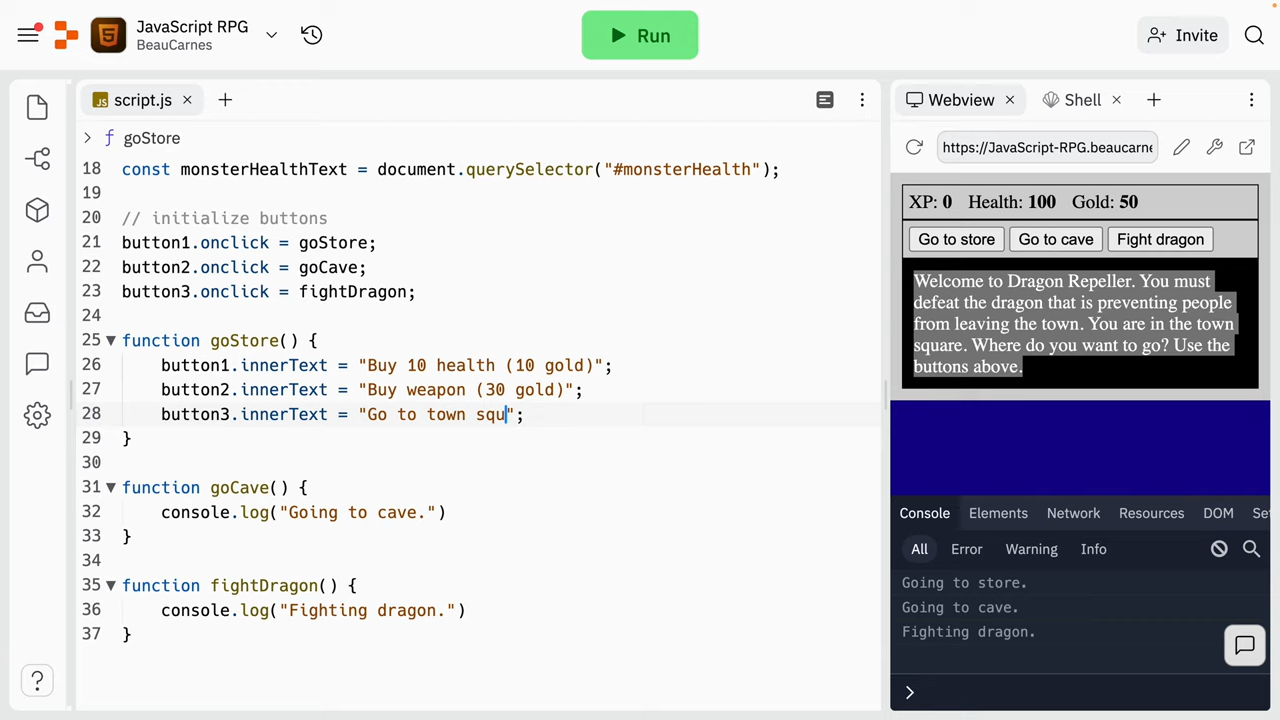 JavaScript RPG
BeauCarnes
Run
Invite
JS script.js
Webview
Shell
goStore
https://JavaScript-RPG.beaucarne
18 const monsterHealthText = document.querySelector("#monsterHealth");
19
20 // initialize buttons
21 button1.onclick = goStore;
22 button2.onclick = goCave;
23 button3.onclick = fightDragon;
24
25 function goStore() {
26 button1.innerText = "Buy 10 health (10 gold)";
27 button2.innerText = "Buy weapon (30 gold)";
28 button3.innerText = "Go to town squ";
29 }
30
31 function goCave() {
32 console.log("Going to cave.")
33 }
34
35 function fightDragon() {
36 console.log("Fighting dragon.")
37 }
XP: 0 Health: 100 Gold: 50
Go to store Go to cave Fight dragon
Welcome to Dragon Repeller. You must
defeat the dragon that is preventing people
from leaving the town. You are in the town
square. Where do you want to go? Use the
buttons above.
Console Elements Network Resources DOM Se
All Error Warning Info
Going to store.
Going to cave.
Fighting dragon.
>
?